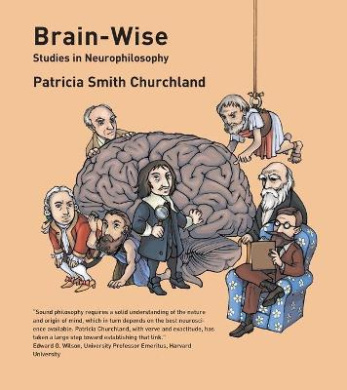 Brain-Wise
Studies in Neurophilosophy
Patricia Smith Churchland
"Sound philosophy requires a solid understanding of the nature
and origin of mind, which in turn depends on the best neurosci-
ence available. Patricia Churchland, with verve and exactitude, has
taken a large step toward establishing that link."
Edward O. Wilson, University Professor Emeritus, Harvard
University